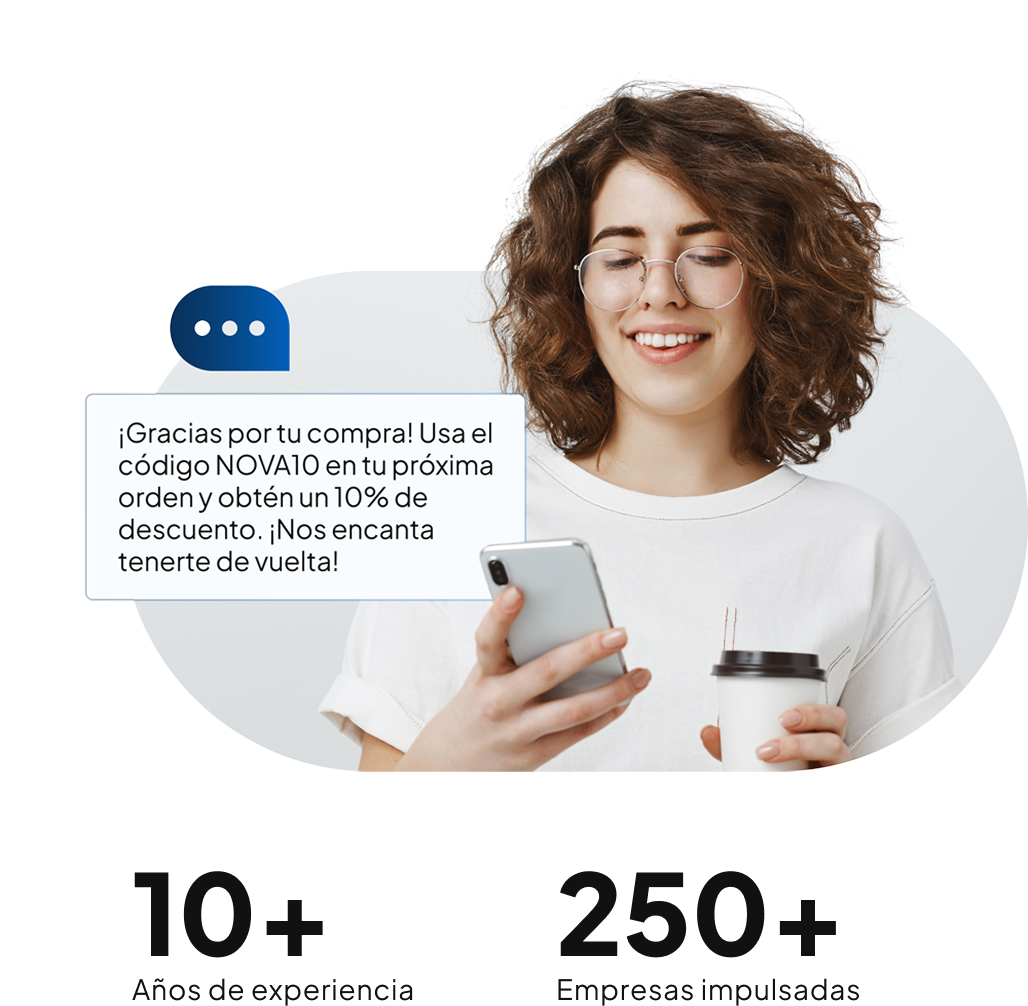 ¡Gracias por tu compra! Usa el
código NOVA10 en tu próxima
orden y obtén un 10% de
descuento. ¡Nos encanta
tenerte de vuelta!
10+
250+
Años de experiencia
Empresas impulsadas